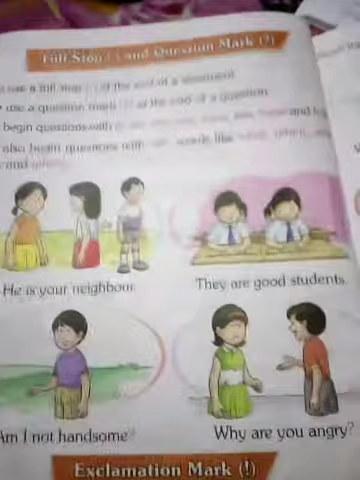 Full Stop (.) and Question Mark (?)
use a full stop (.) at the end of a statement
• use a question mark (?) at the end of a question
begin questions with
also begin questions with words like
and
He is your neighbour.
They are good students.
Am I not handsome?
Why are you angry?
Exclamation Mark (!)